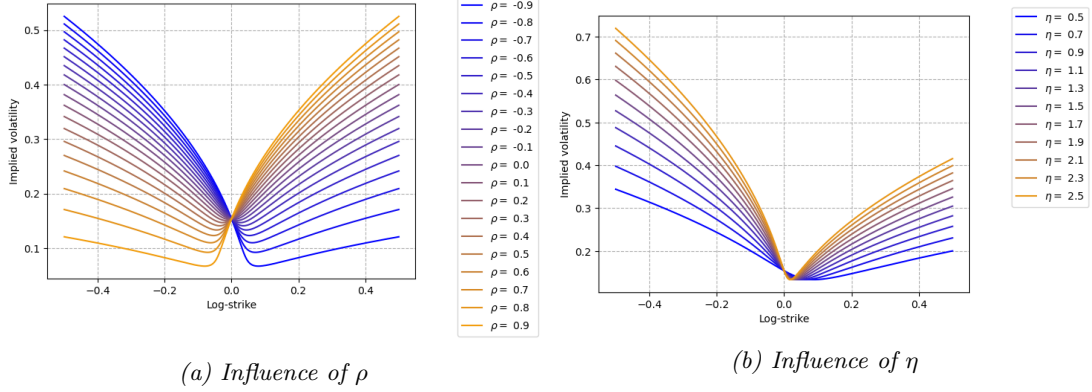 0.5
0.4
0.3
0.2
0.1
Implied volatility
−0.4 −0.2 0.0 0.2 0.4
Log-strike
ρ = -0.9
ρ = -0.8
ρ = -0.7
ρ = -0.6
ρ = -0.5
ρ = -0.4
ρ = -0.3
ρ = -0.2
ρ = -0.1
ρ = 0.0
ρ = 0.1
ρ = 0.2
ρ = 0.3
ρ = 0.4
ρ = 0.5
ρ = 0.6
ρ = 0.7
ρ = 0.8
ρ = 0.9
(a) Influence of ρ
0.7
0.6
0.5
0.4
0.3
0.2
Implied volatility
−0.4 −0.2 0.0 0.2 0.4
Log-strike
η = 0.5
η = 0.7
η = 0.9
η = 1.1
η = 1.3
η = 1.5
η = 1.7
η = 1.9
η = 2.1
η = 2.3
η = 2.5
(b) Influence of η